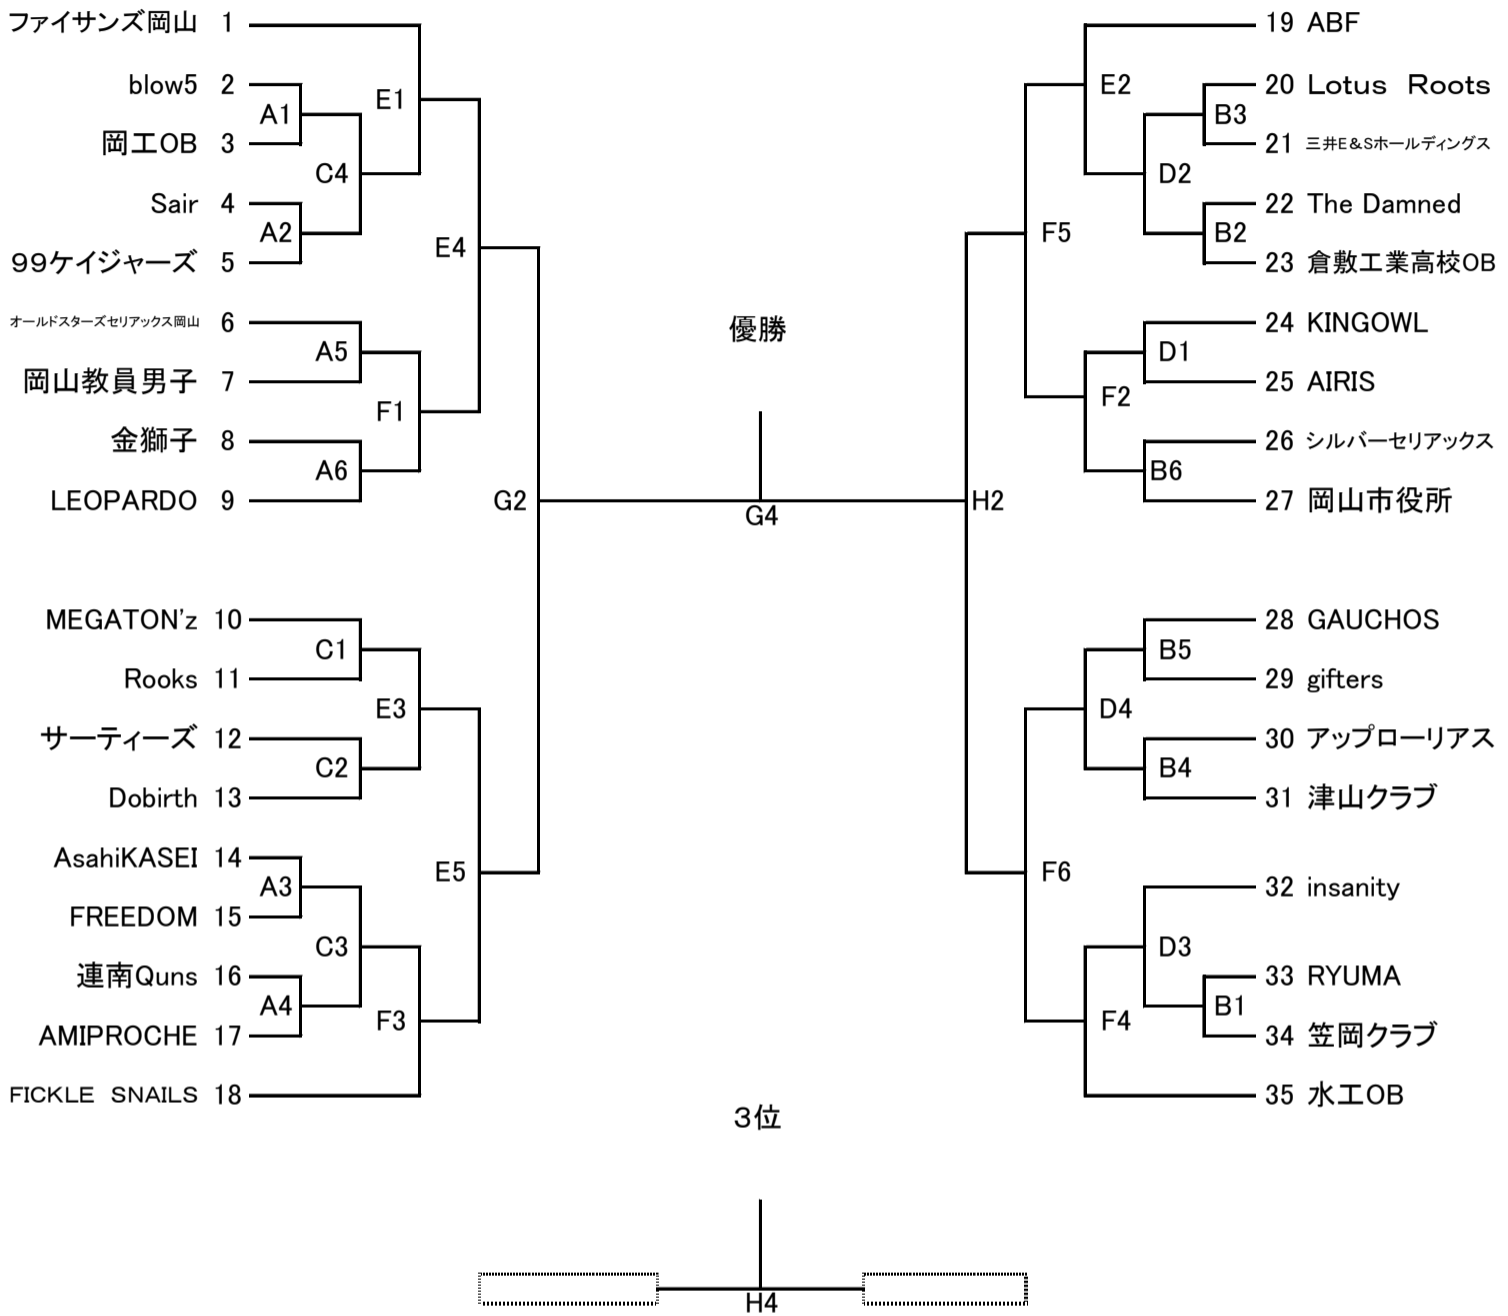 ファイサンズ岡山 1
blow5 2
A1
岡工OB 3
E1
C4
Sair 4
A2
99ケイジャーズ 5
E4
オールドスターズセリアックス岡山 6
A5
岡山教員男子 7
F1
金獅子 8
A6
LEOPARDO 9
G2
MEGATON'z 10
C1
Rooks 11
E3
サーティーズ 12
C2
Dobirth 13
E5
AsahiKASEI 14
A3
FREEDOM 15
C3
連南Quns 16
A4
AMIPROCHE 17
F3
FICKLE SNAILS 18
優勝
G4
3位
H4
19 ABF
E2
20 Lotus Roots
B3
21 三井E&Sホールディングス
D2
22 The Damned
B2
23 倉敷工業高校OB
F5
24 KINGOWL
D1
25 AIRIS
F2
26 シルバーセリアックス
B6
27 岡山市役所
H2
28 GAUCHOS
B5
29 gifters
D4
30 アップローリアス
B4
31 津山クラブ
F6
32 insanity
D3
33 RYUMA
B1
34 笠岡クラブ
F4
35 水工OB